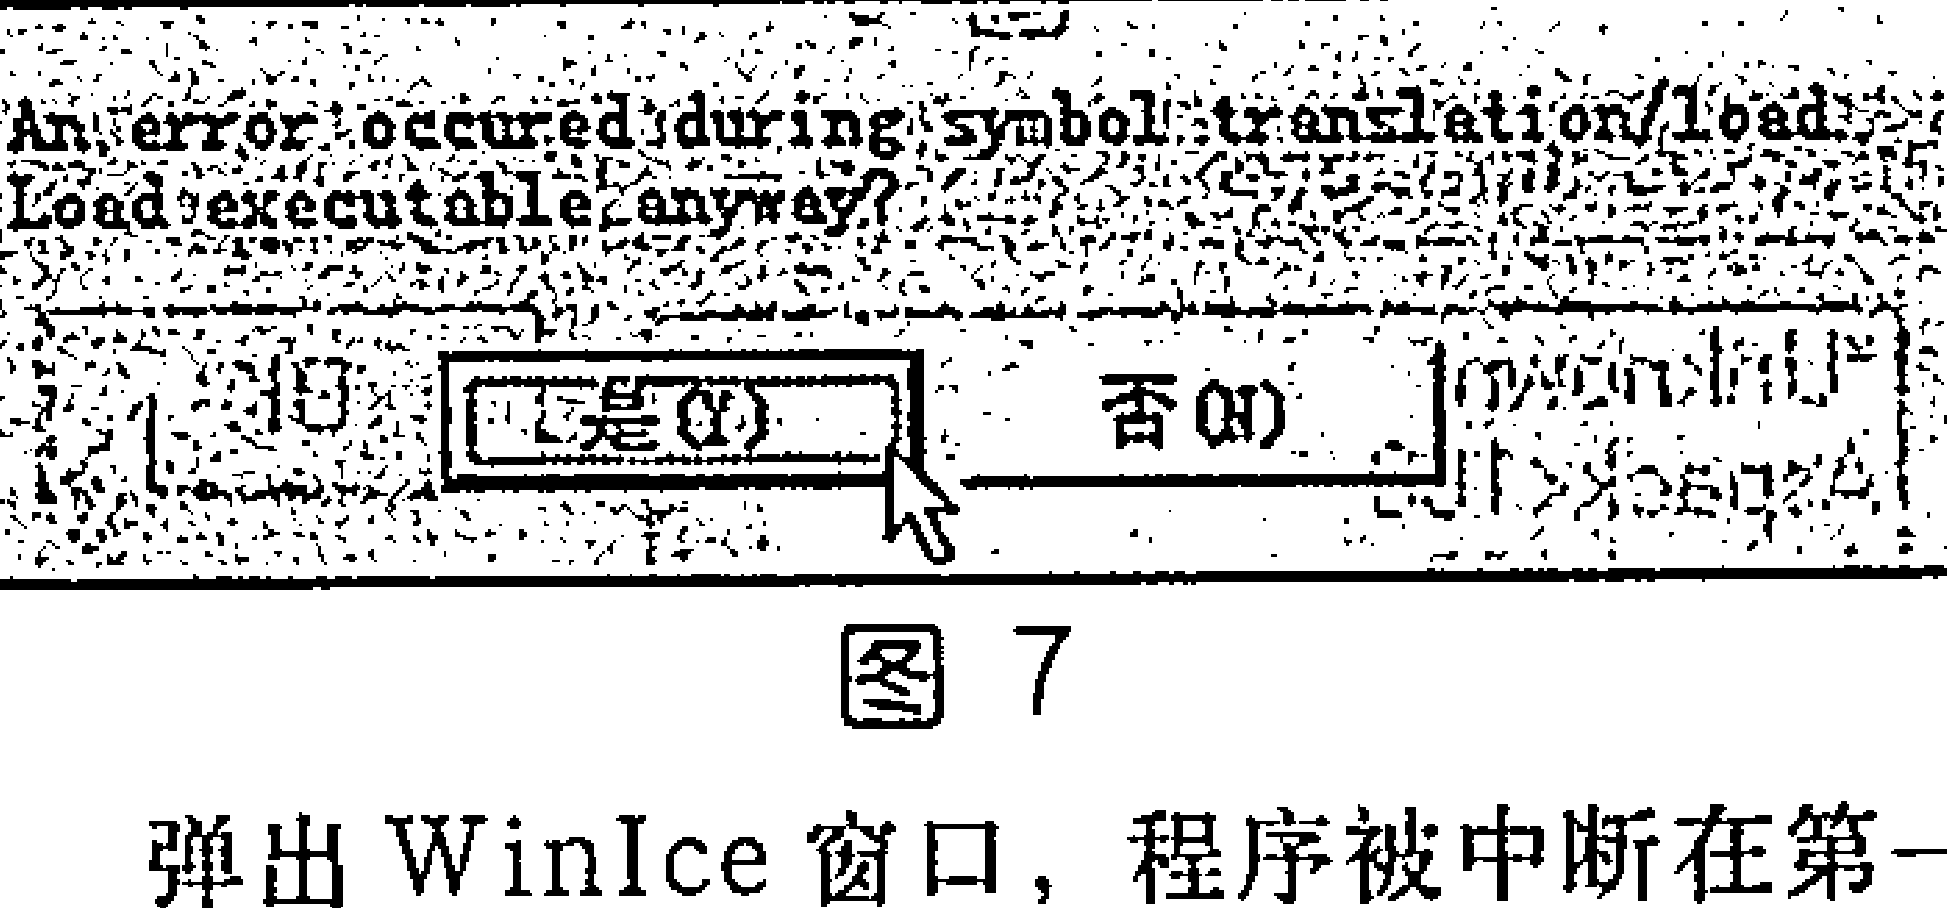 An error occured during symbol translation/load.
Load executable anyway?
是(Y) 否(N)
图 7
弹出 WinIce 窗口，程序被中断在第一